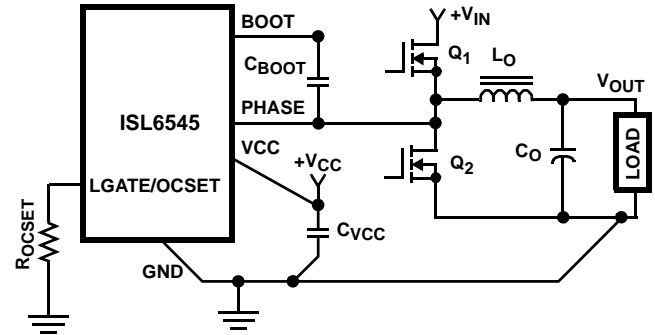 BOOT
+VIN
CBOOT
Q1
LO
VOUT
PHASE
ISL6545
VCC
+VCC
Q2
CO
LOAD
LGATE/OCSET
CVCC
ROCSET
GND